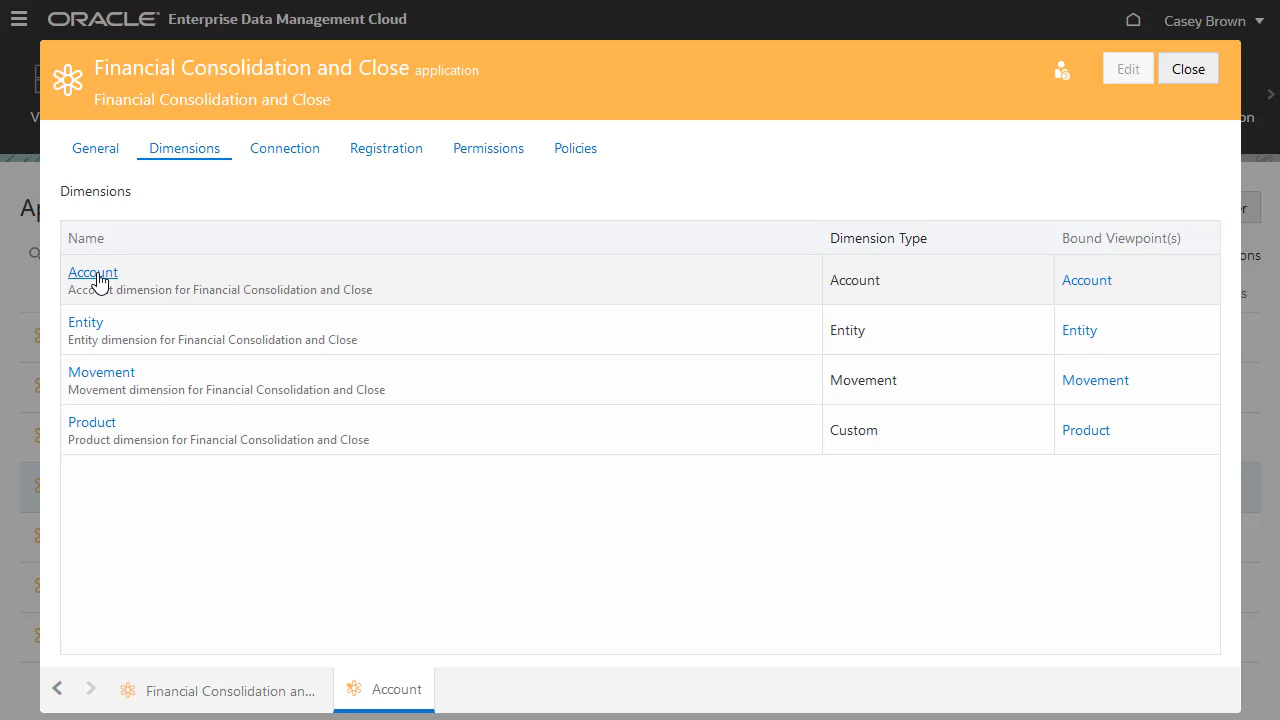 ORACLE® Enterprise Data Management Cloud
Casey Brown
Financial Consolidation and Close application
Financial Consolidation and Close
Edit
Close
General
Dimensions
Connection
Registration
Permissions
Policies
Dimensions
Name
Dimension Type
Bound Viewpoint(s)
Account
Account dimension for Financial Consolidation and Close
Account
Account
Entity
Entity dimension for Financial Consolidation and Close
Entity
Entity
Movement
Movement dimension for Financial Consolidation and Close
Movement
Movement
Product
Product dimension for Financial Consolidation and Close
Custom
Product
Financial Consolidation an...
Account